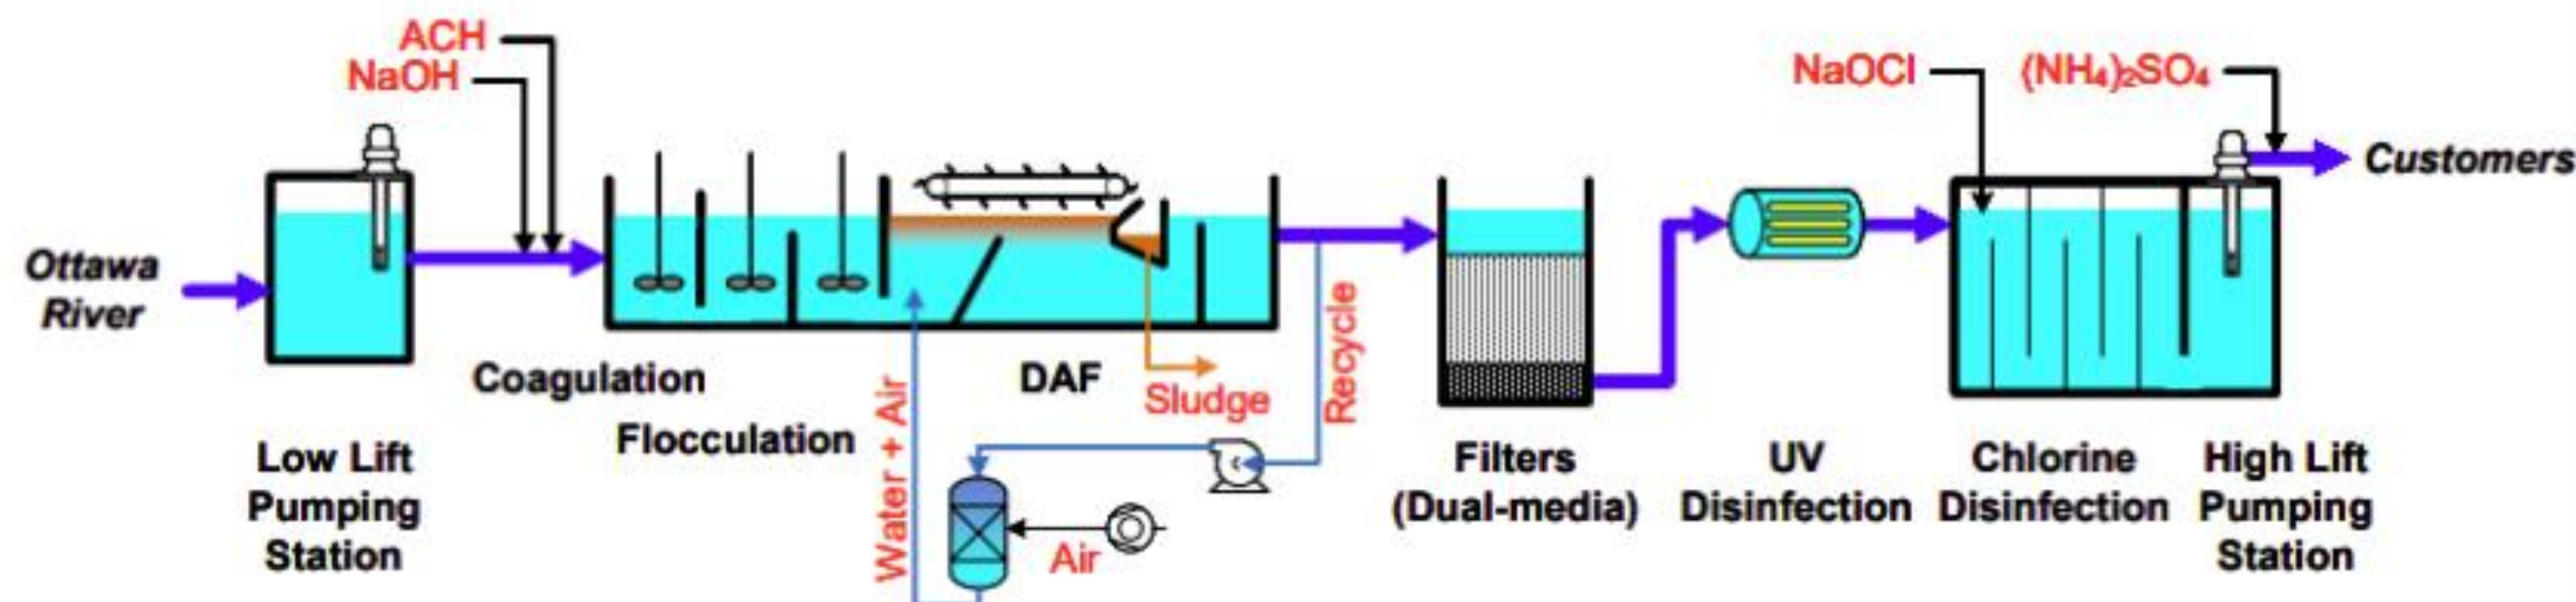 ACH
NaOH
NaOCl
(NH₄)₂SO₄
Customers
Ottawa
River
Coagulation
Flocculation
DAF
Sludge
Recycle
Water + Air
Air
Low Lift
Pumping
Station
Filters
(Dual-media)
UV
Disinfection
Chlorine
Disinfection
High Lift
Pumping
Station